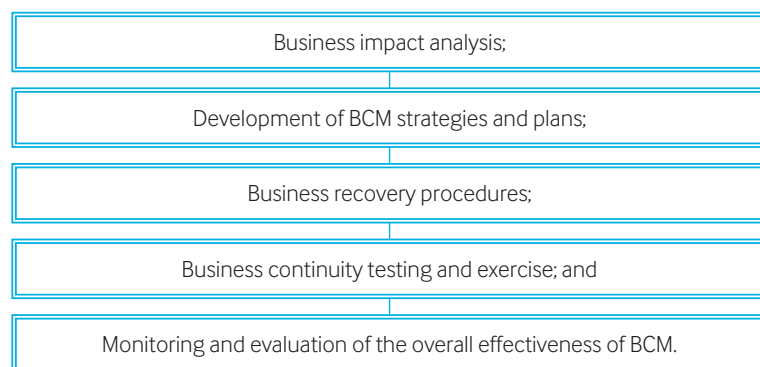 Business impact analysis;
Development of BCM strategies and plans;
Business recovery procedures;
Business continuity testing and exercise; and
Monitoring and evaluation of the overall effectiveness of BCM.